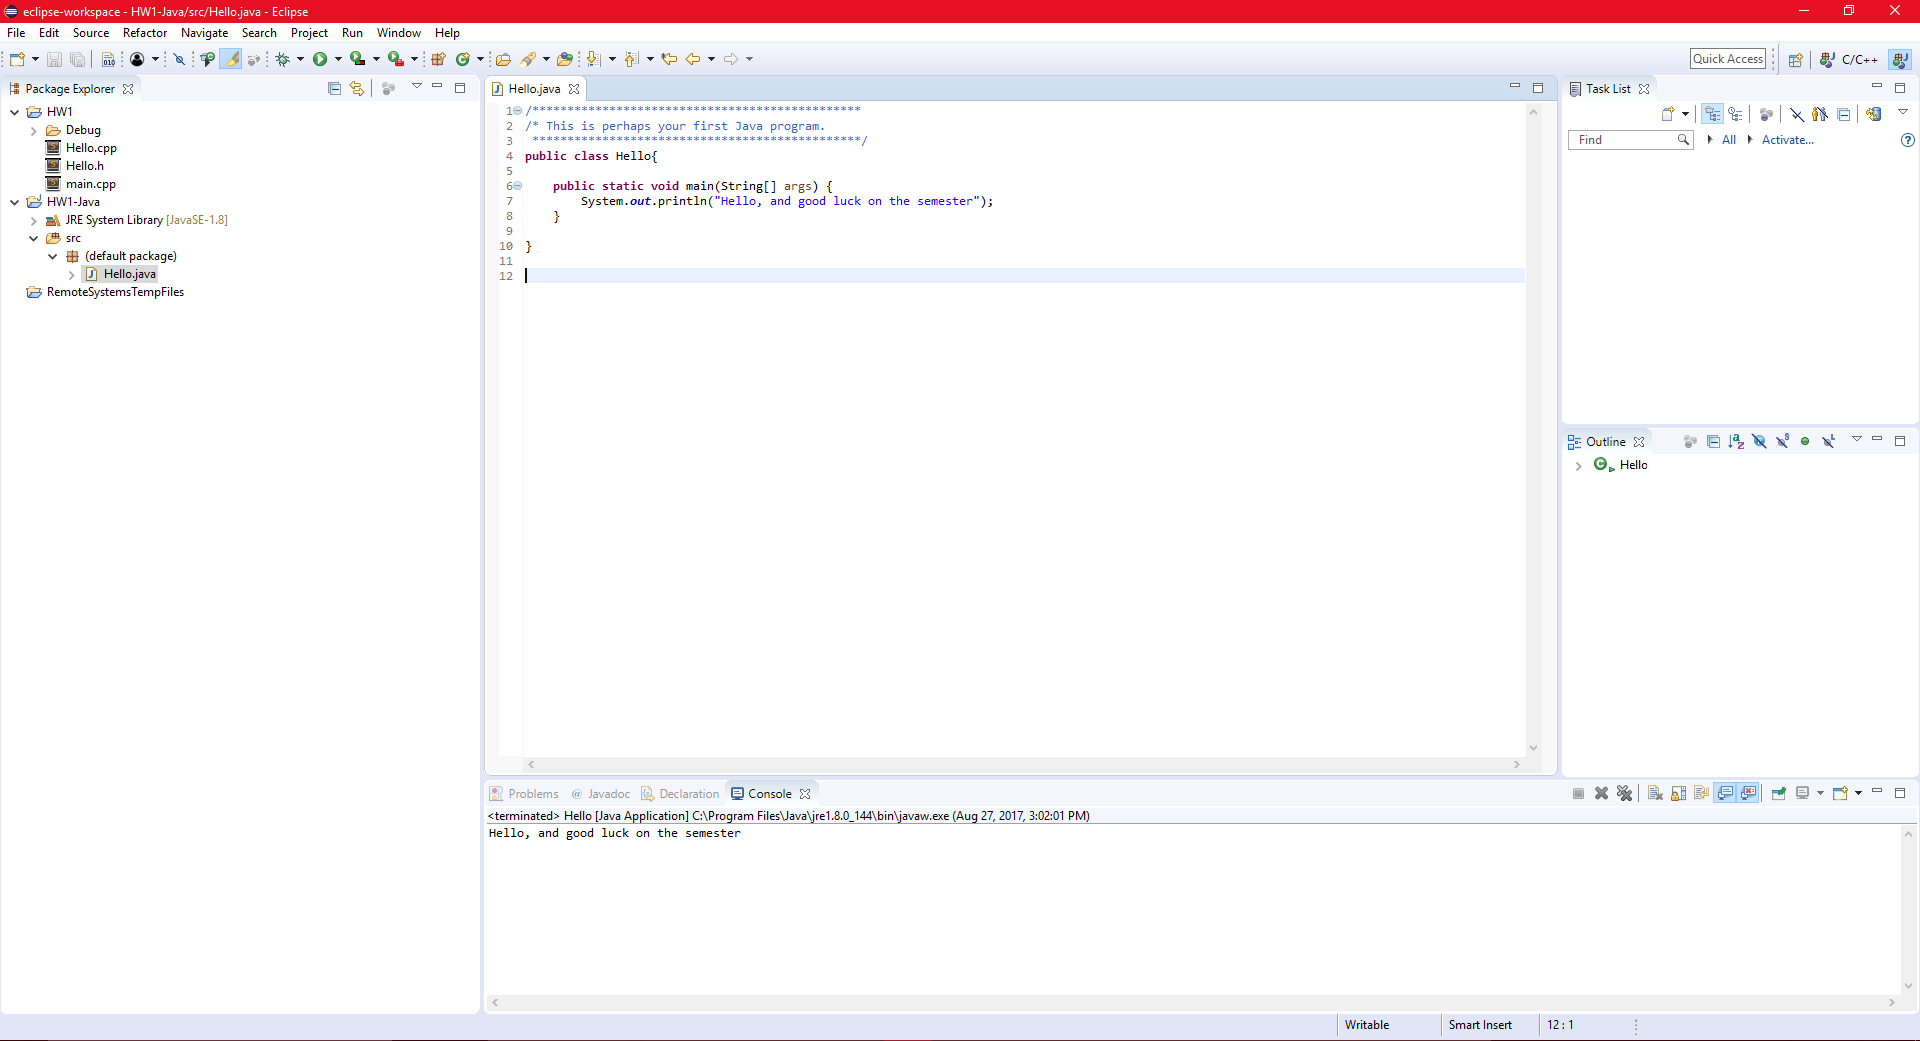 eclipse-workspace - HW1-Java/src/Hello.java - Eclipse
File Edit Source Refactor Navigate Search Project Run Window Help
Quick Access C/C++
Package Explorer
HW1
Debug
Hello.cpp
Hello.h
main.cpp
HW1-Java
JRE System Library [JavaSE-1.8]
src
(default package)
Hello.java
RemoteSystemsTempFiles
Hello.java
1 /***********************************************
2 /* This is perhaps your first Java program.
3  ***********************************************/
4 public class Hello{
5
6     public static void main(String[] args) {
7         System.out.println("Hello, and good luck on the semester");
8     }
9
10 }
11
12
Task List
Find All Activate...
Outline
Hello
Problems @ Javadoc Declaration Console
<terminated> Hello [Java Application] C:\Program Files\Java\jre1.8.0_144\bin\javaw.exe (Aug 27, 2017, 3:02:01 PM)
Hello, and good luck on the semester
Writable Smart Insert 12 : 1